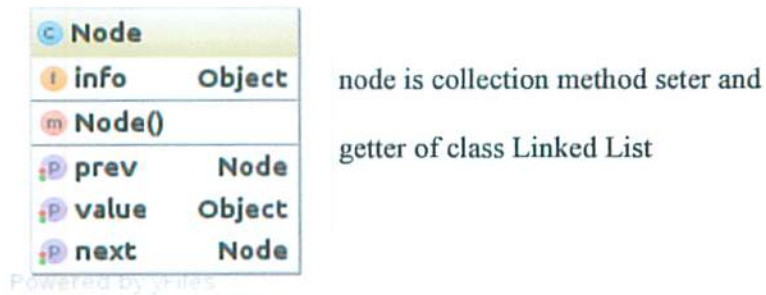 C Node
f info Object
m Node()
P prev Node
P value Object
P next Node
Powered by yFiles
node is collection method seter and
getter of class Linked List